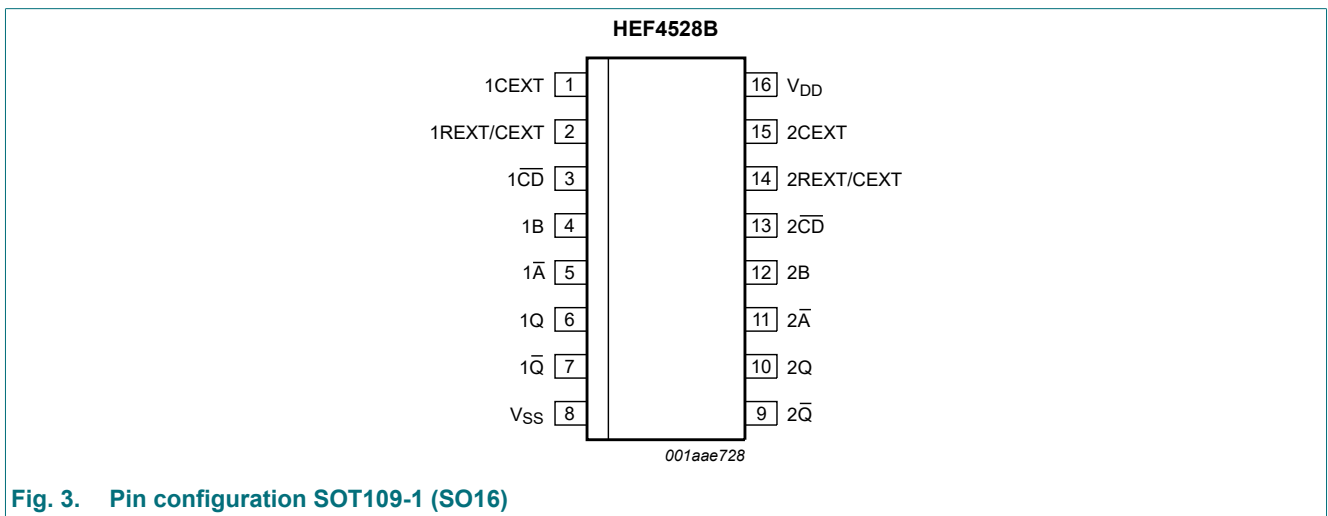 HEF4528B
1CEXT 1 16 VDD
1REXT/CEXT 2 15 2CEXT
1C̅D̅ 3 14 2REXT/CEXT
1B 4 13 2C̅D̅
1A̅ 5 12 2B
1Q 6 11 2A̅
1Q̅ 7 10 2Q
VSS 8 9 2Q̅
001aae728
Fig. 3. Pin configuration SOT109-1 (SO16)